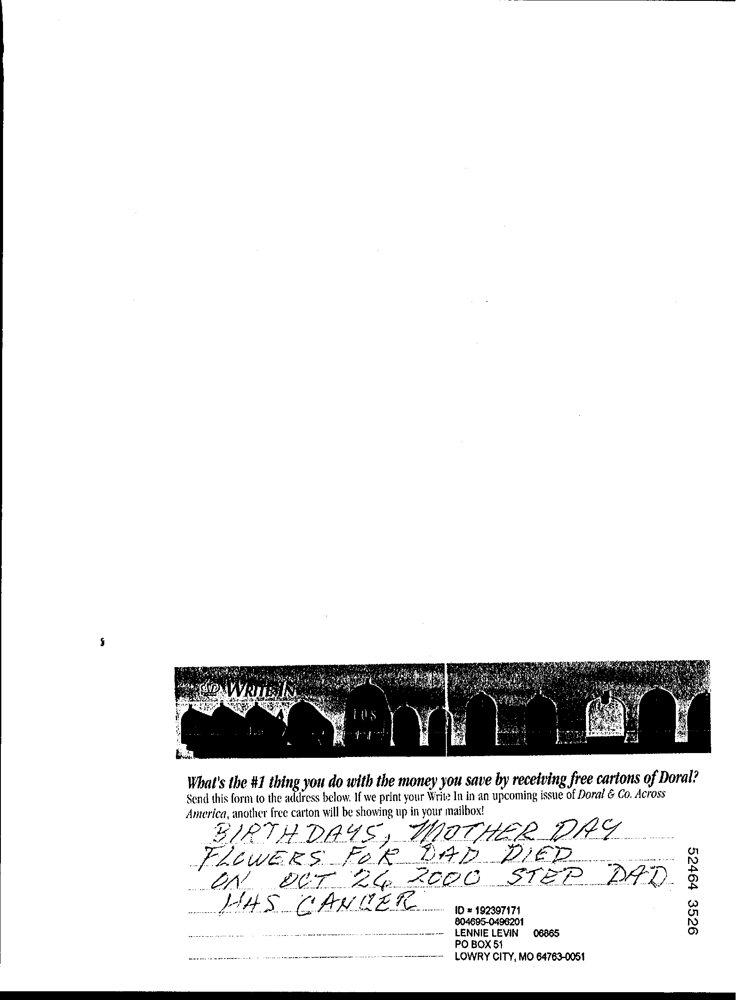 WRITE IN
What's the #1 thing you do with the money you save by receiving free cartons of Doral?
Send this form to the address below. If we print your Write In in an upcoming issue of Doral & Co. Across
America, another free carton will be showing up in your mailbox!
BIRTHDAYS, MOTHER DAY
FLOWERS FOR DAD DIED
ON OCT 26 2000 STEP DAD
HAS CANCER
ID = 192397171
804695-0496201
LENNIE LEVIN 06865
PO BOX 51
LOWRY CITY, MO 64763-0051
52464 3526